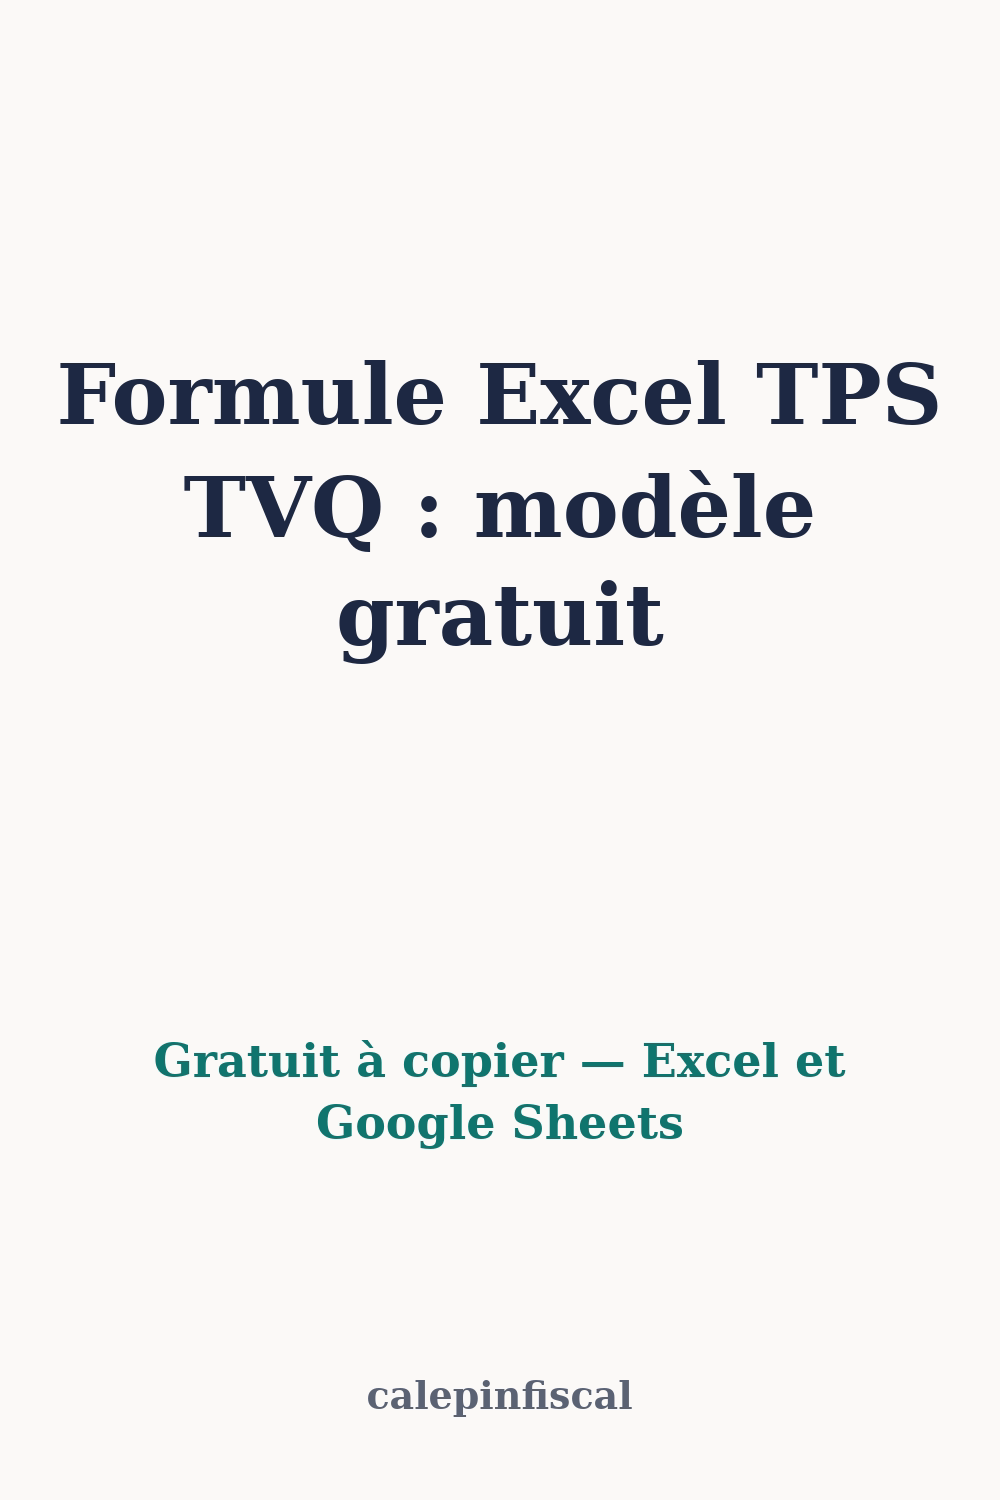 Formule Excel TPS
TVQ : modèle
gratuit
Gratuit à copier — Excel et
Google Sheets
calepinfiscal